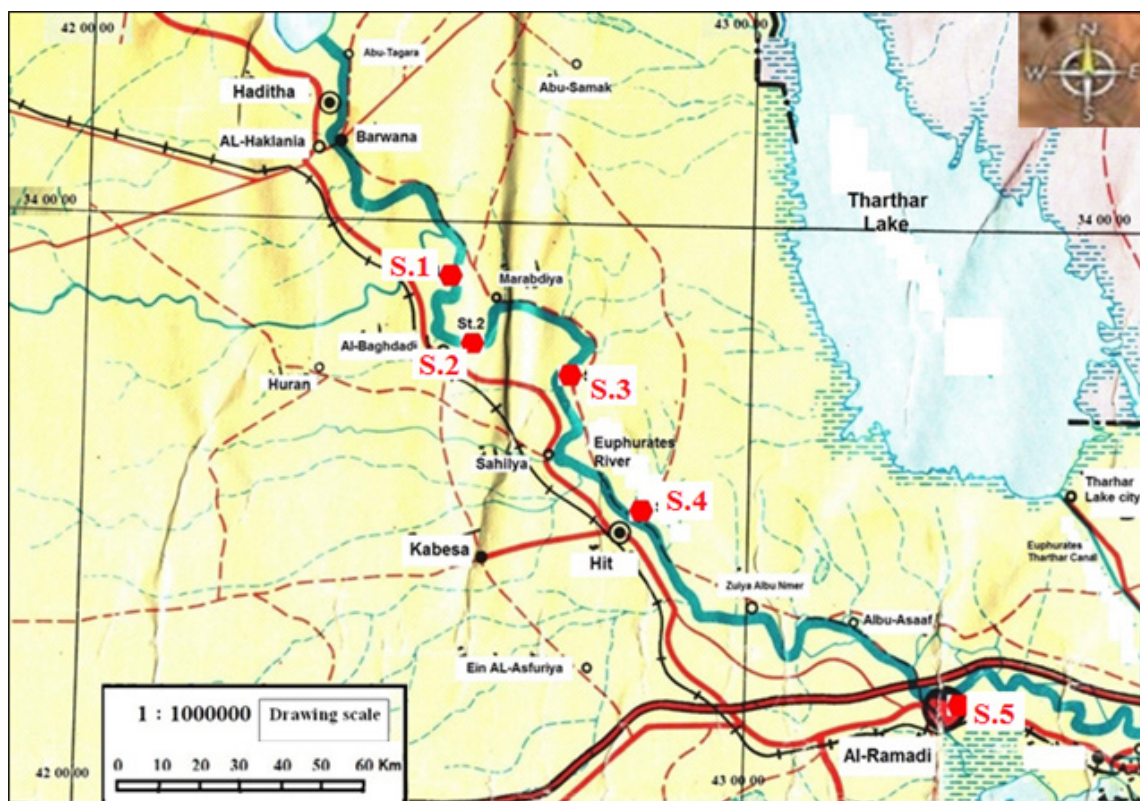 42 00 00
43 00 00
N
W E
S
Abu-Tagara
Abu-Samak
Haditha
AL-Haklania
Barwana
34 00 00
34 00 00
Tharthar
Lake
S.1
Marabdiya
St.2
Al-Baghdadi
S.2
Huran
S.3
Euphurates
River
Sahilya
S.4
Tharhar
Lake city
Kabesa
Hit
Euphurates
Tharthar Canal
Zuiya Albu Nmer
Albu-Asaaf
Ein AL-Asfuriya
1 : 1000000
Drawing scale
S.5
Al-Ramadi
0 10 20 30 40 50 60 Km
42 00 00
43 00 00